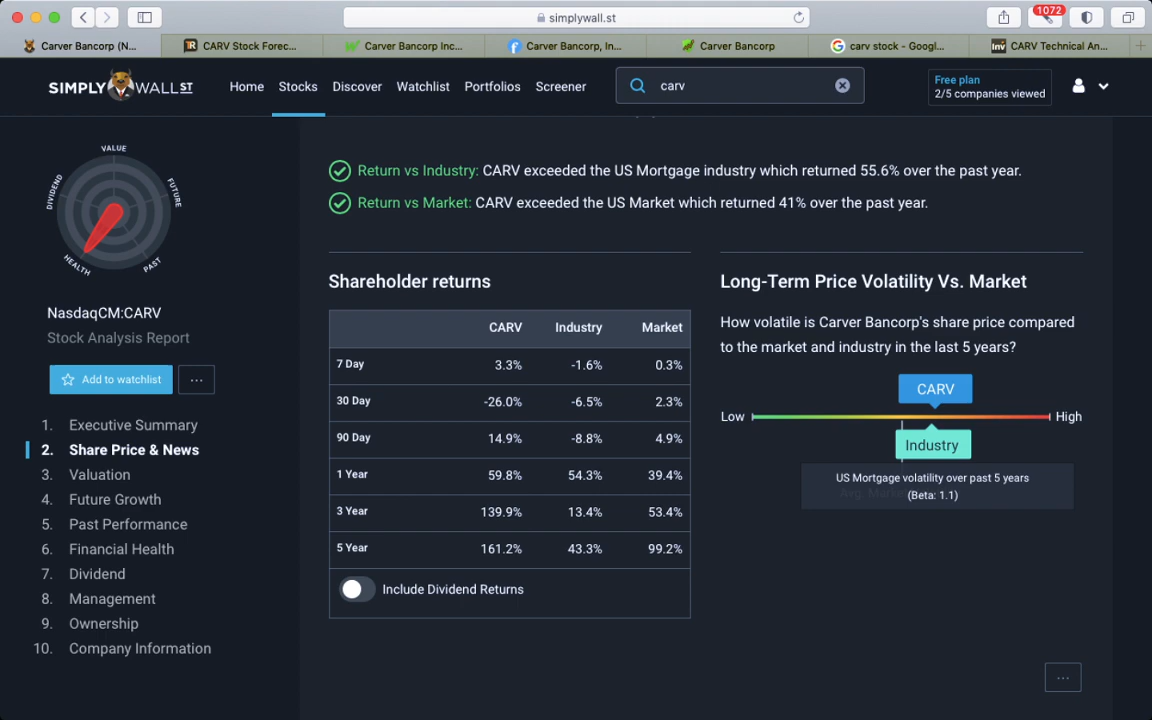 simplywall.st
1072
Carver Bancorp (N...
CARV Stock Forec...
Carver Bancorp Inc...
Carver Bancorp, In...
Carver Bancorp
carv stock - Googl...
Inv
CARV Technical An...
SIMPLY WALL ST
Home
Stocks
Discover
Watchlist
Portfolios
Screener
carv
Free plan
2/5 companies viewed
VALUE
FUTURE
PAST
HEALTH
DIVIDEND
NasdaqCM:CARV
Stock Analysis Report
Add to watchlist
...
1. Executive Summary
2. Share Price & News
3. Valuation
4. Future Growth
5. Past Performance
6. Financial Health
7. Dividend
8. Management
9. Ownership
10. Company Information
Return vs Industry: CARV exceeded the US Mortgage industry which returned 55.6% over the past year.
Return vs Market: CARV exceeded the US Market which returned 41% over the past year.
Shareholder returns
CARV Industry Market
7 Day 3.3% -1.6% 0.3%
30 Day -26.0% -6.5% 2.3%
90 Day 14.9% -8.8% 4.9%
1 Year 59.8% 54.3% 39.4%
3 Year 139.9% 13.4% 53.4%
5 Year 161.2% 43.3% 99.2%
Include Dividend Returns
Long-Term Price Volatility Vs. Market
How volatile is Carver Bancorp's share price compared
to the market and industry in the last 5 years?
CARV
Low
High
Industry
US Mortgage volatility over past 5 years
(Beta: 1.1)
...